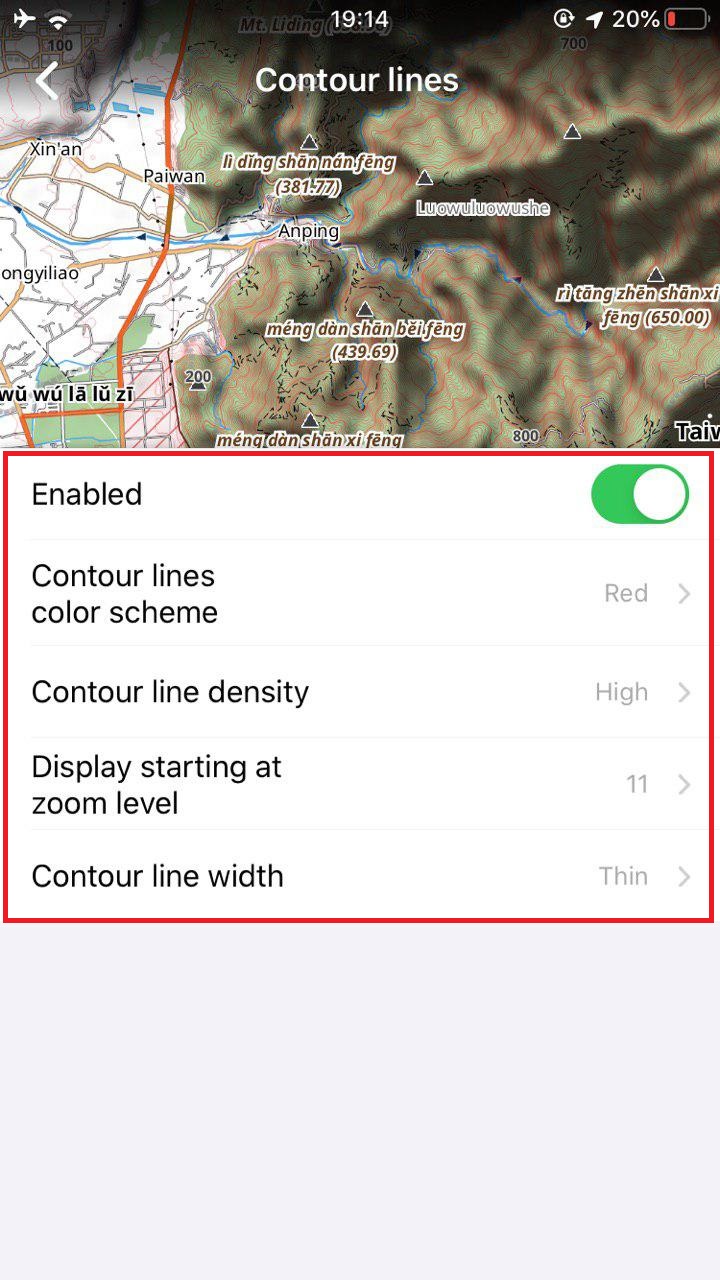 19:14
20%
Mt. Liding
100
700
Contour lines
Xin'an
lì dǐng shān nán fēng
(381.77)
Paiwan
Luowuluowushe
Anping
ongyiliao
rì tāng zhēn shān xi
fēng (650.00)
méng dàn shān běi fēng
(439.69)
200
wǔ wú lā lǔ zī
méng dàn shān xi fēng
800
Taiw
Enabled
Contour lines
color scheme
Red
Contour line density
High
Display starting at
zoom level
11
Contour line width
Thin